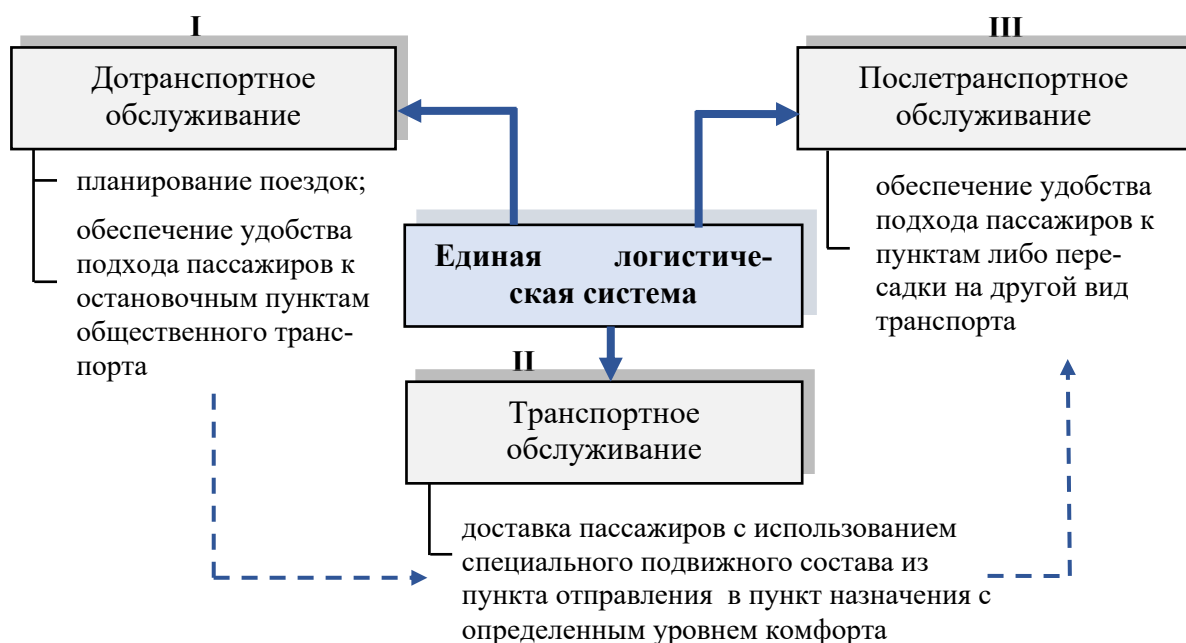 I
Дотранспортное
обслуживание
планирование поездок;
обеспечение удобства
подхода пассажиров к
остановочным пунктам
общественного транс-
порта
Единая логистиче-
ская система
II
Транспортное
обслуживание
доставка пассажиров с использованием
специального подвижного состава из
пункта отправления в пункт назначения с
определенным уровнем комфорта
III
Послетранспортное
обслуживание
обеспечение удобства
подхода пассажиров к
пунктам либо пере-
садки на другой вид
транспорта